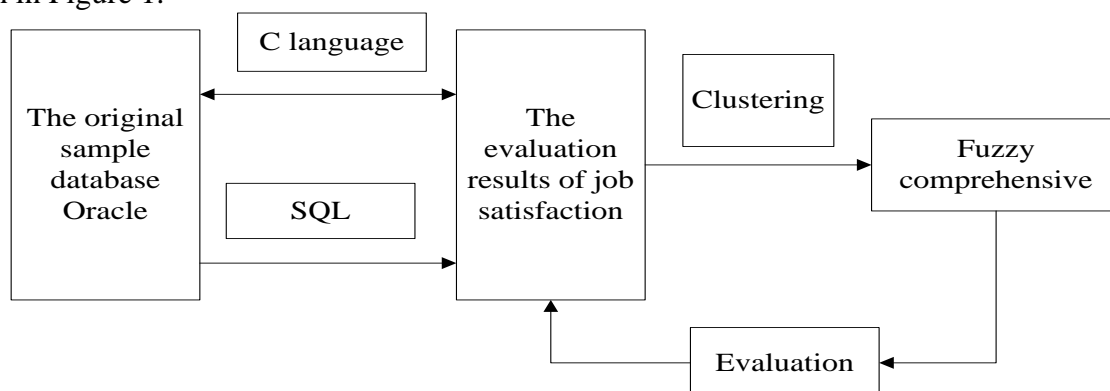 in Figure 1.
C language
The original
sample
database
Oracle
SQL
The
evaluation
results of job
satisfaction
Clustering
Fuzzy
comprehensive
Evaluation